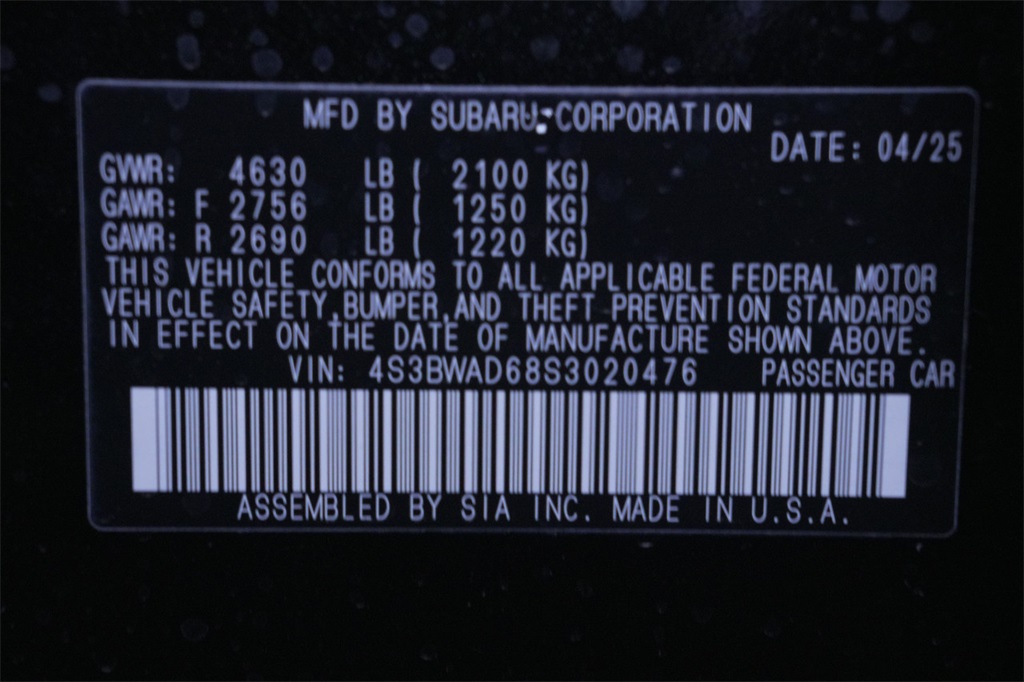 MFD BY SUBARU CORPORATION
DATE: 04/25
GVWR: 4630 LB ( 2100 KG)
GAWR: F 2756 LB ( 1250 KG)
GAWR: R 2690 LB ( 1220 KG)
THIS VEHICLE CONFORMS TO ALL APPLICABLE FEDERAL MOTOR
VEHICLE SAFETY,BUMPER,AND THEFT PREVENTION STANDARDS
IN EFFECT ON THE DATE OF MANUFACTURE SHOWN ABOVE.
VIN: 4S3BWAD68S3020476 PASSENGER CAR
ASSEMBLED BY SIA INC. MADE IN U.S.A.